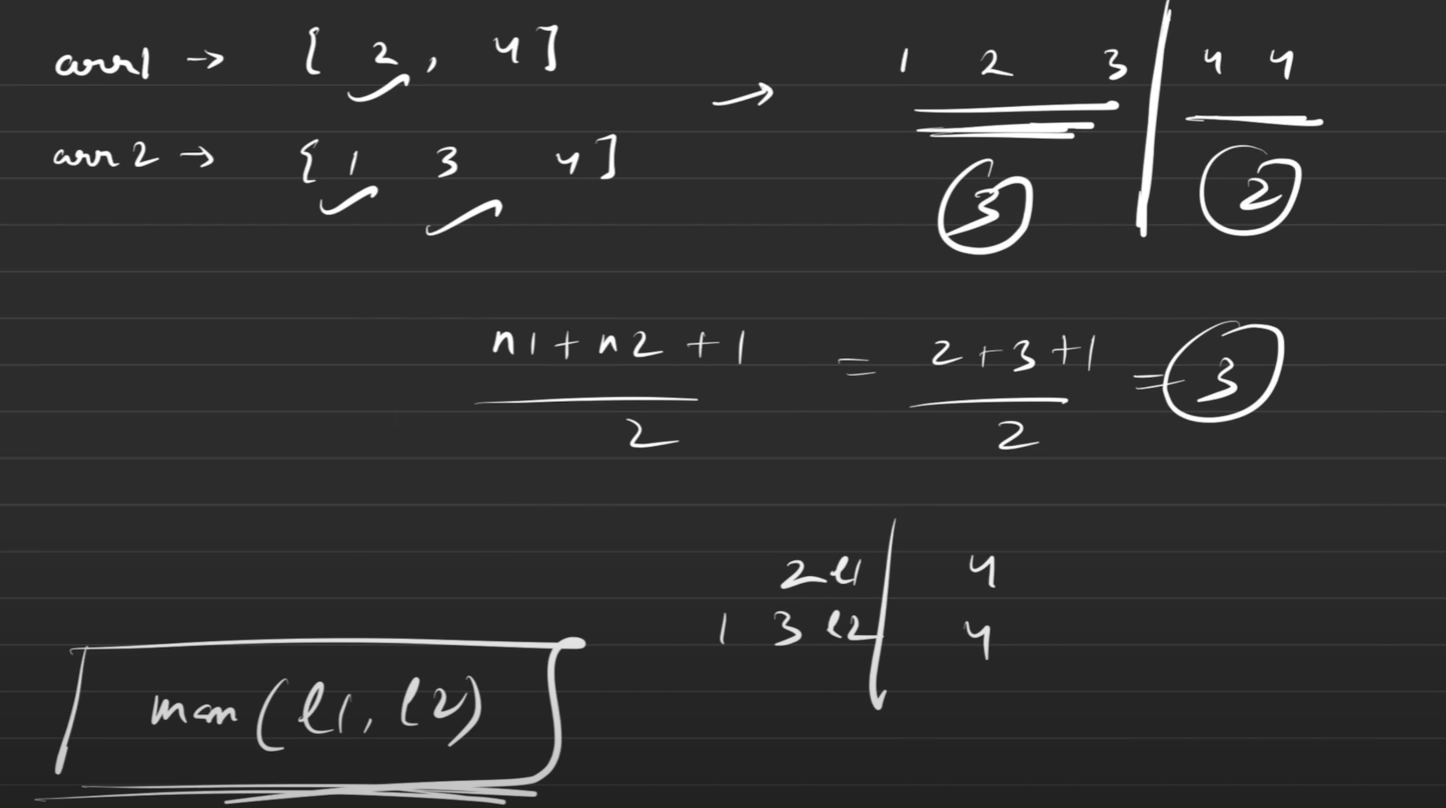 arr1 → [ 2, 4 ] → 1 2 3 | 4 4
arr2 → [ 1 3 4 ]
3 2
n1 + n2 + 1 = 2 + 3 + 1 = 3
2 2
2 l1 | 4
1 3 l2 | 4
max (l1, l2)